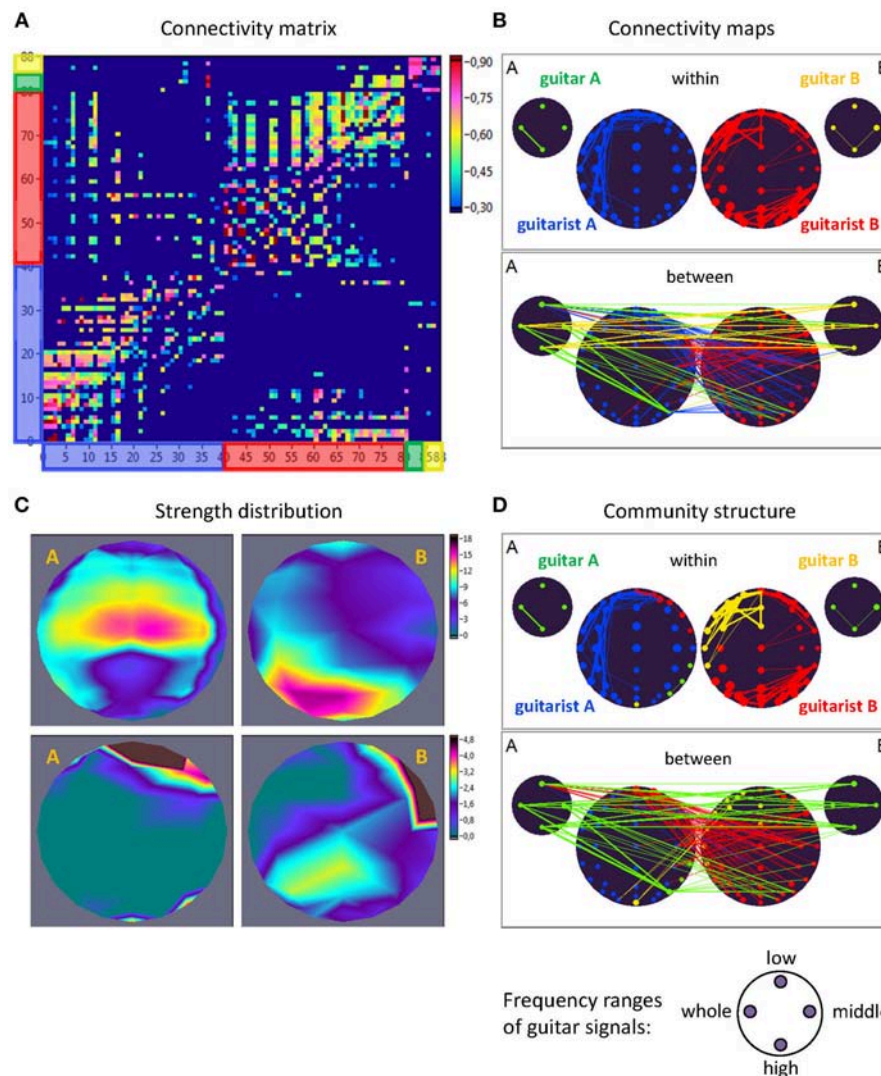 A
Connectivity matrix
88
70
60
50
40
30
20
10
0
0 5 10 15 20 25 30 35 40 45 50 55 60 65 70 75 80
0,90
0,75
0,60
0,45
0,30
B
Connectivity maps
A
guitar A
within
guitar B
guitarist A
guitarist B
A
between
C
Strength distribution
A
B
18
15
12
9
6
3
0
A
B
4,8
4,0
3,2
2,4
1,6
0,8
0,0
D
Community structure
A
guitar A
within
guitar B
guitarist A
guitarist B
A
between
Frequency ranges
of guitar signals:
low
whole
middle
high